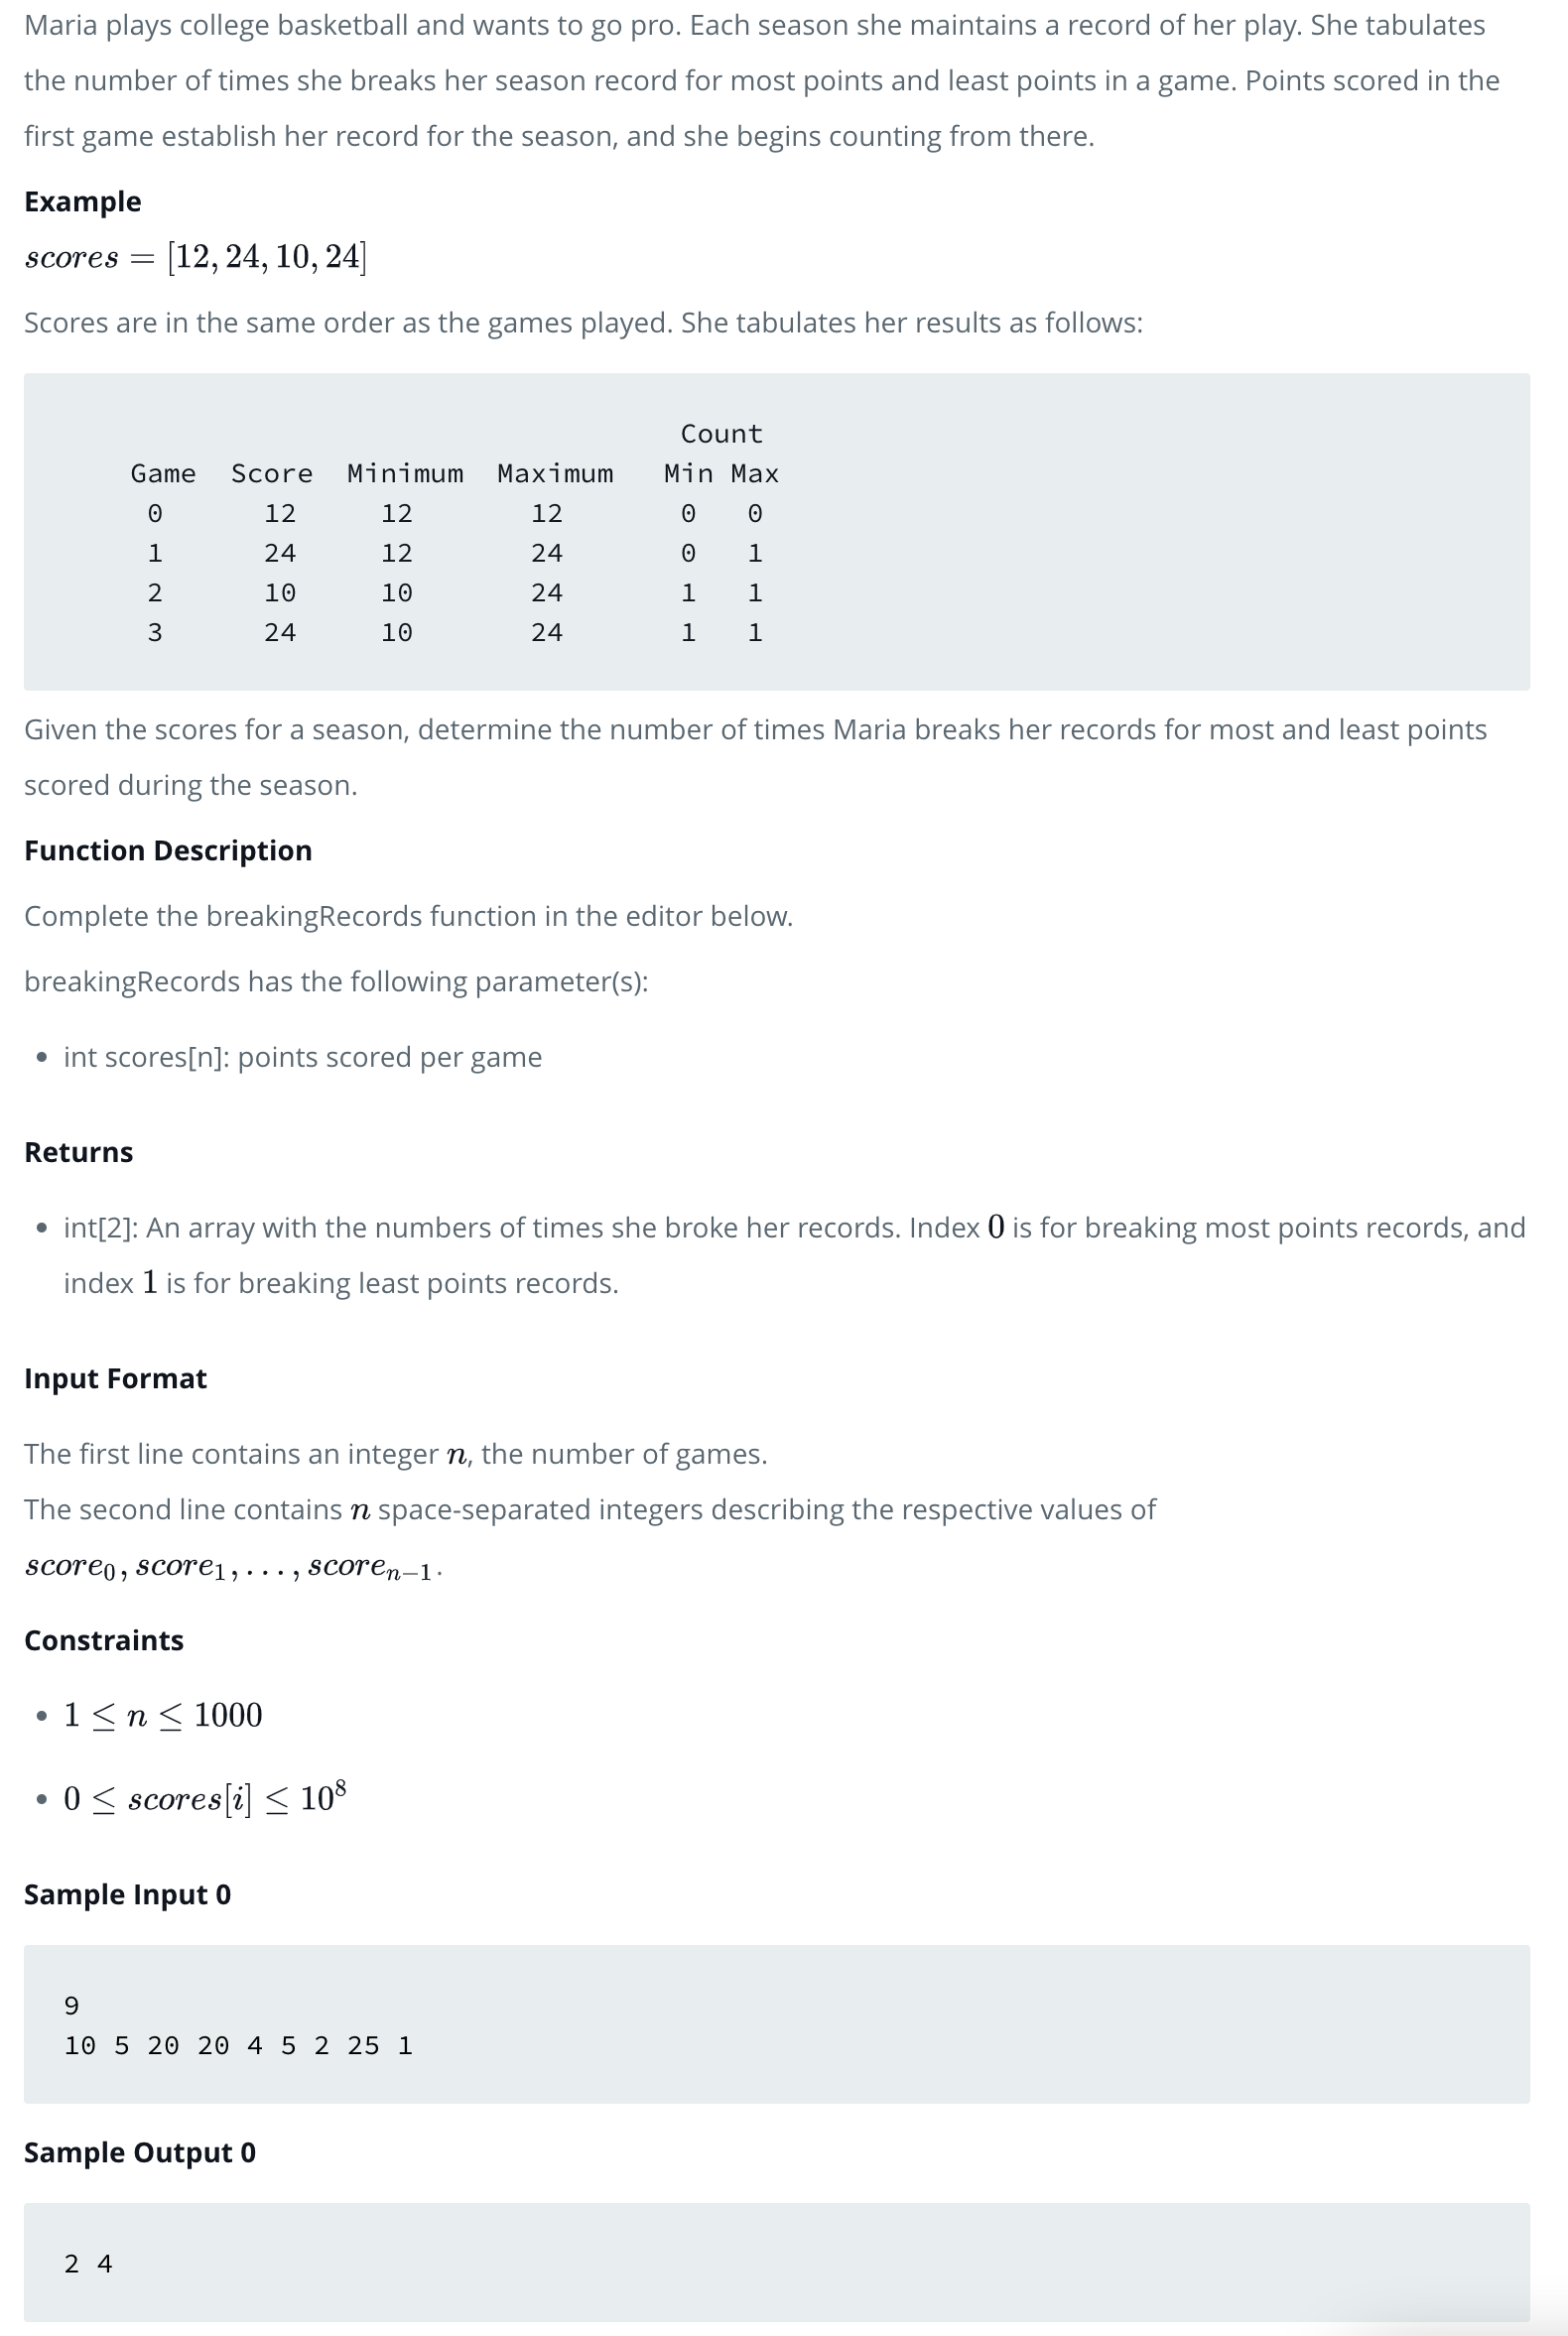 Maria plays college basketball and wants to go pro. Each season she maintains a record of her play. She tabulates
the number of times she breaks her season record for most points and least points in a game. Points scored in the
first game establish her record for the season, and she begins counting from there.
Example
scores = [12, 24, 10, 24]
Scores are in the same order as the games played. She tabulates her results as follows:
Count
Game Score Minimum Maximum Min Max
0 12 12 12 0 0
1 24 12 24 0 1
2 10 10 24 1 1
3 24 10 24 1 1
Given the scores for a season, determine the number of times Maria breaks her records for most and least points
scored during the season.
Function Description
Complete the breakingRecords function in the editor below.
breakingRecords has the following parameter(s):
• int scores[n]: points scored per game
Returns
• int[2]: An array with the numbers of times she broke her records. Index 0 is for breaking most points records, and
index 1 is for breaking least points records.
Input Format
The first line contains an integer n, the number of games.
The second line contains n space-separated integers describing the respective values of
score₀, score₁, . . . , scoreₙ₋₁.
Constraints
• 1 ≤ n ≤ 1000
• 0 ≤ scores[i] ≤ 10⁸
Sample Input 0
9
10 5 20 20 4 5 2 25 1
Sample Output 0
2 4